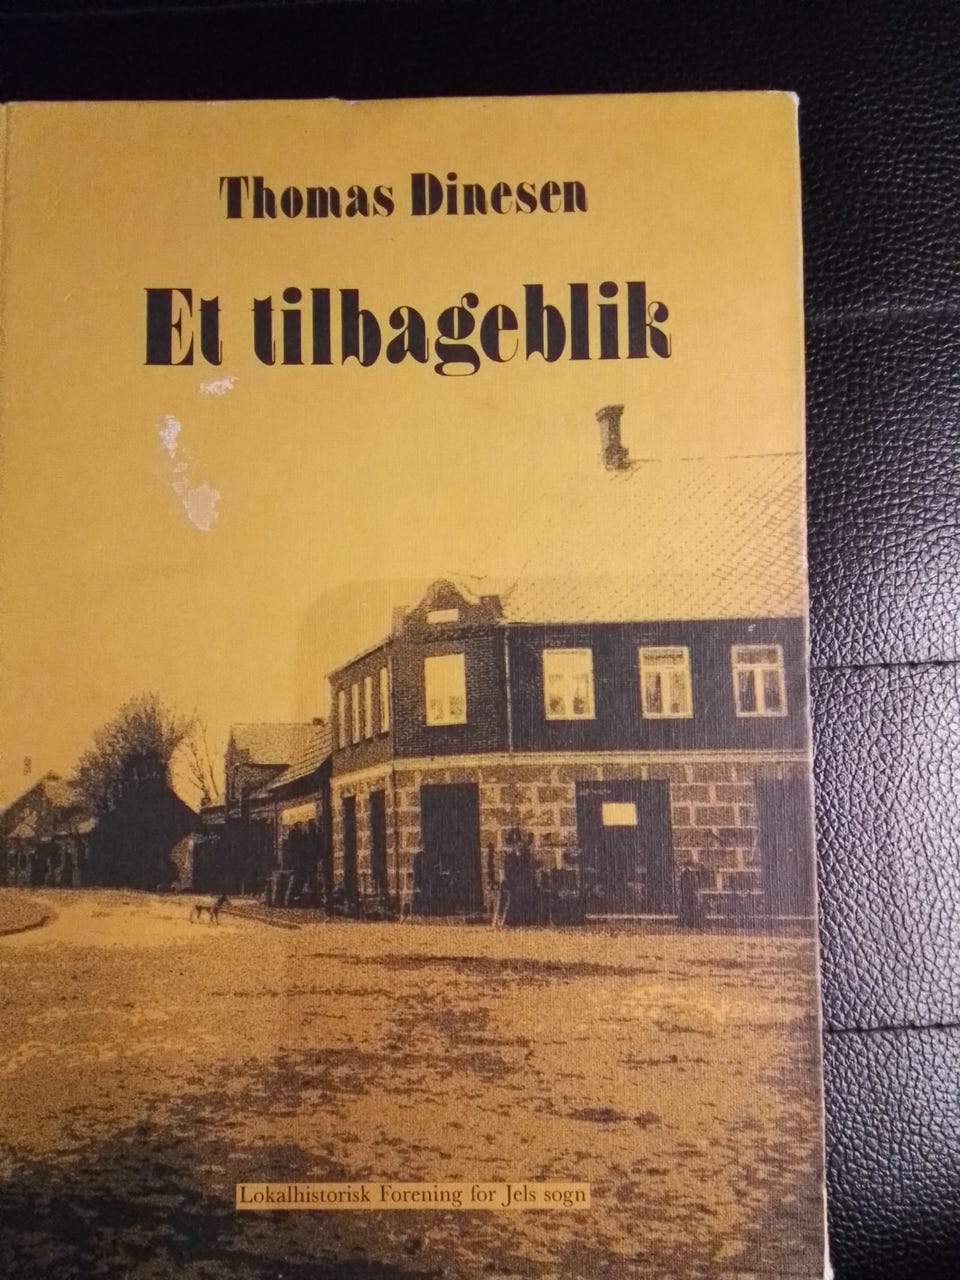 Thomas Dinesen
Et tilbageblik
Lokalhistorisk Forening for Jels sogn